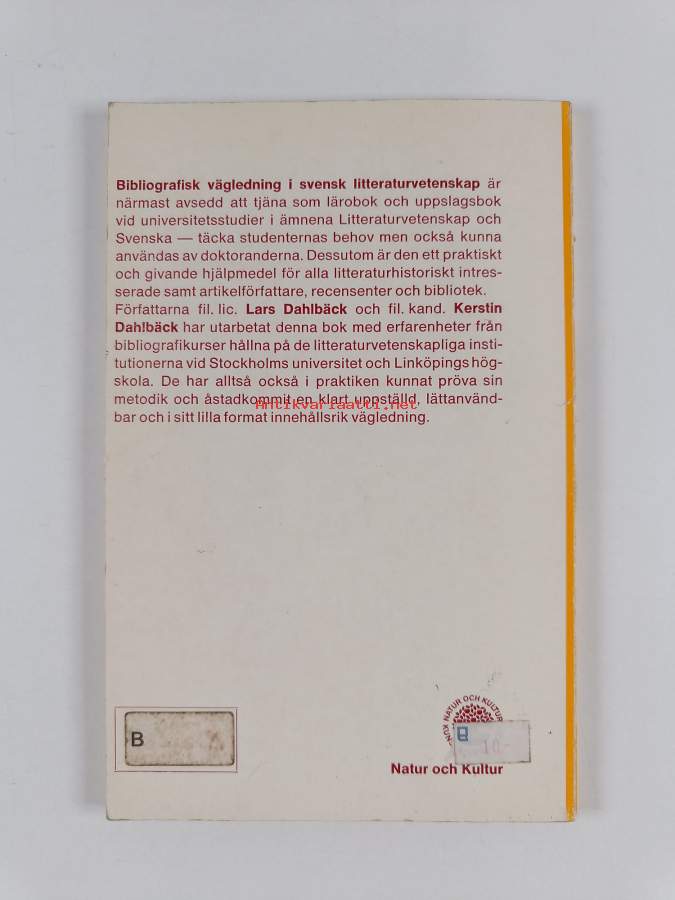 Bibliografisk vägledning i svensk litteraturvetenskap är
närmast avsedd att tjäna som lärobok och uppslagsbok
vid universitetsstudier i ämnena Litteraturvetenskap och
Svenska — täcka studenternas behov men också kunna
användas av doktoranderna. Dessutom är den ett praktiskt
och givande hjälpmedel för alla litteraturhistoriskt intres-
serade samt artikelförfattare, recensenter och bibliotek.
Författarna fil. lic. Lars Dahlbäck och fil. kand. Kerstin
Dahlbäck har utarbetat denna bok med erfarenheter från
bibliografikurser hållna på de litteraturvetenskapliga insti-
tutionerna vid Stockholms universitet och Linköpings hög-
skola. De har alltså också i praktiken kunnat pröva sin
metodik och åstadkommit en klart uppställd, lättanvänd-
Antikvariaatti.net
bar och i sitt lilla format innehållsrik vägledning.
NOK NATUR OCH KULTUR
B
10:-
Natur och Kultur